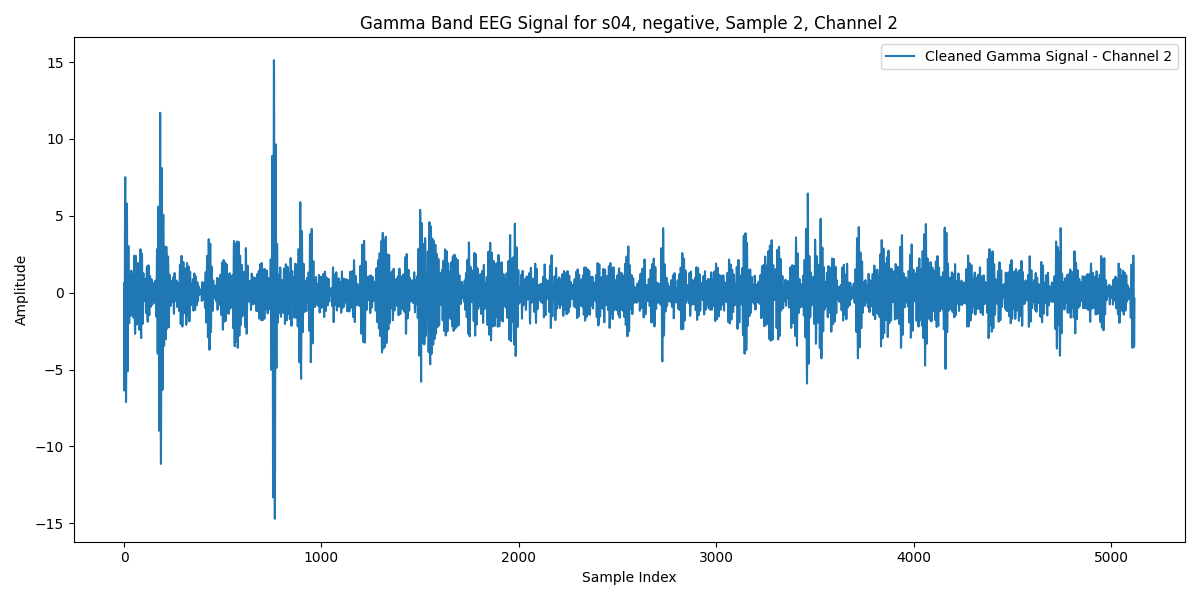 Gamma Band EEG Signal for s04, negative, Sample 2, Channel 2
Cleaned Gamma Signal - Channel 2
15
10
5
0
−5
−10
−15
Amplitude
0 1000 2000 3000 4000 5000
Sample Index